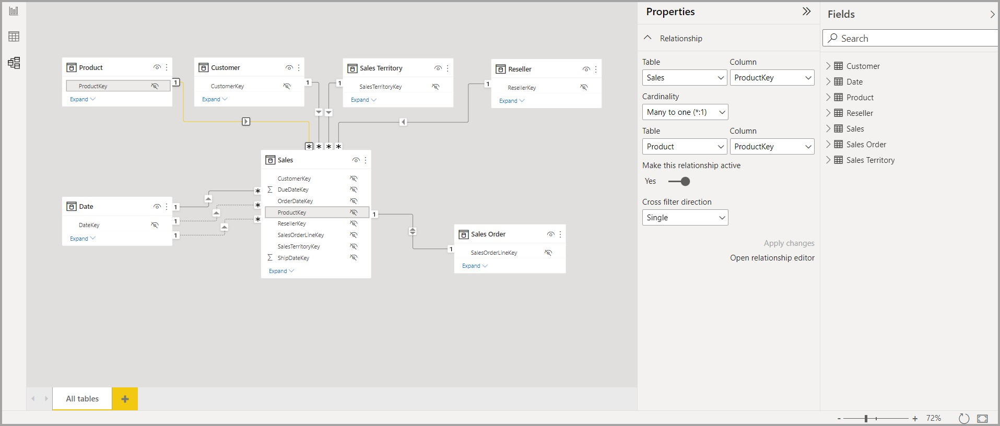 Product
ProductKey
Expand
1
Customer
CustomerKey
Expand
1
Sales Territory
SalesTerritoryKey
Expand
1
Reseller
ResellerKey
Expand
1
* * * *
Sales
CustomerKey
Σ DueDateKey
OrderDateKey
ProductKey
ResellerKey
SalesOrderLineKey
SalesTerritoryKey
Σ ShipDateKey
Expand
*
*
*
1
Date
DateKey
Expand
1
1
1
Sales Order
SalesOrderLineKey
Expand
1
All tables
+
Properties
Relationship
Table Column
Sales ProductKey
Cardinality
Many to one (*:1)
Table Column
Product ProductKey
Make this relationship active
Yes
Cross filter direction
Single
Apply changes
Open relationship editor
Fields
Search
Customer
Date
Product
Reseller
Sales
Sales Order
Sales Territory
- + 72%